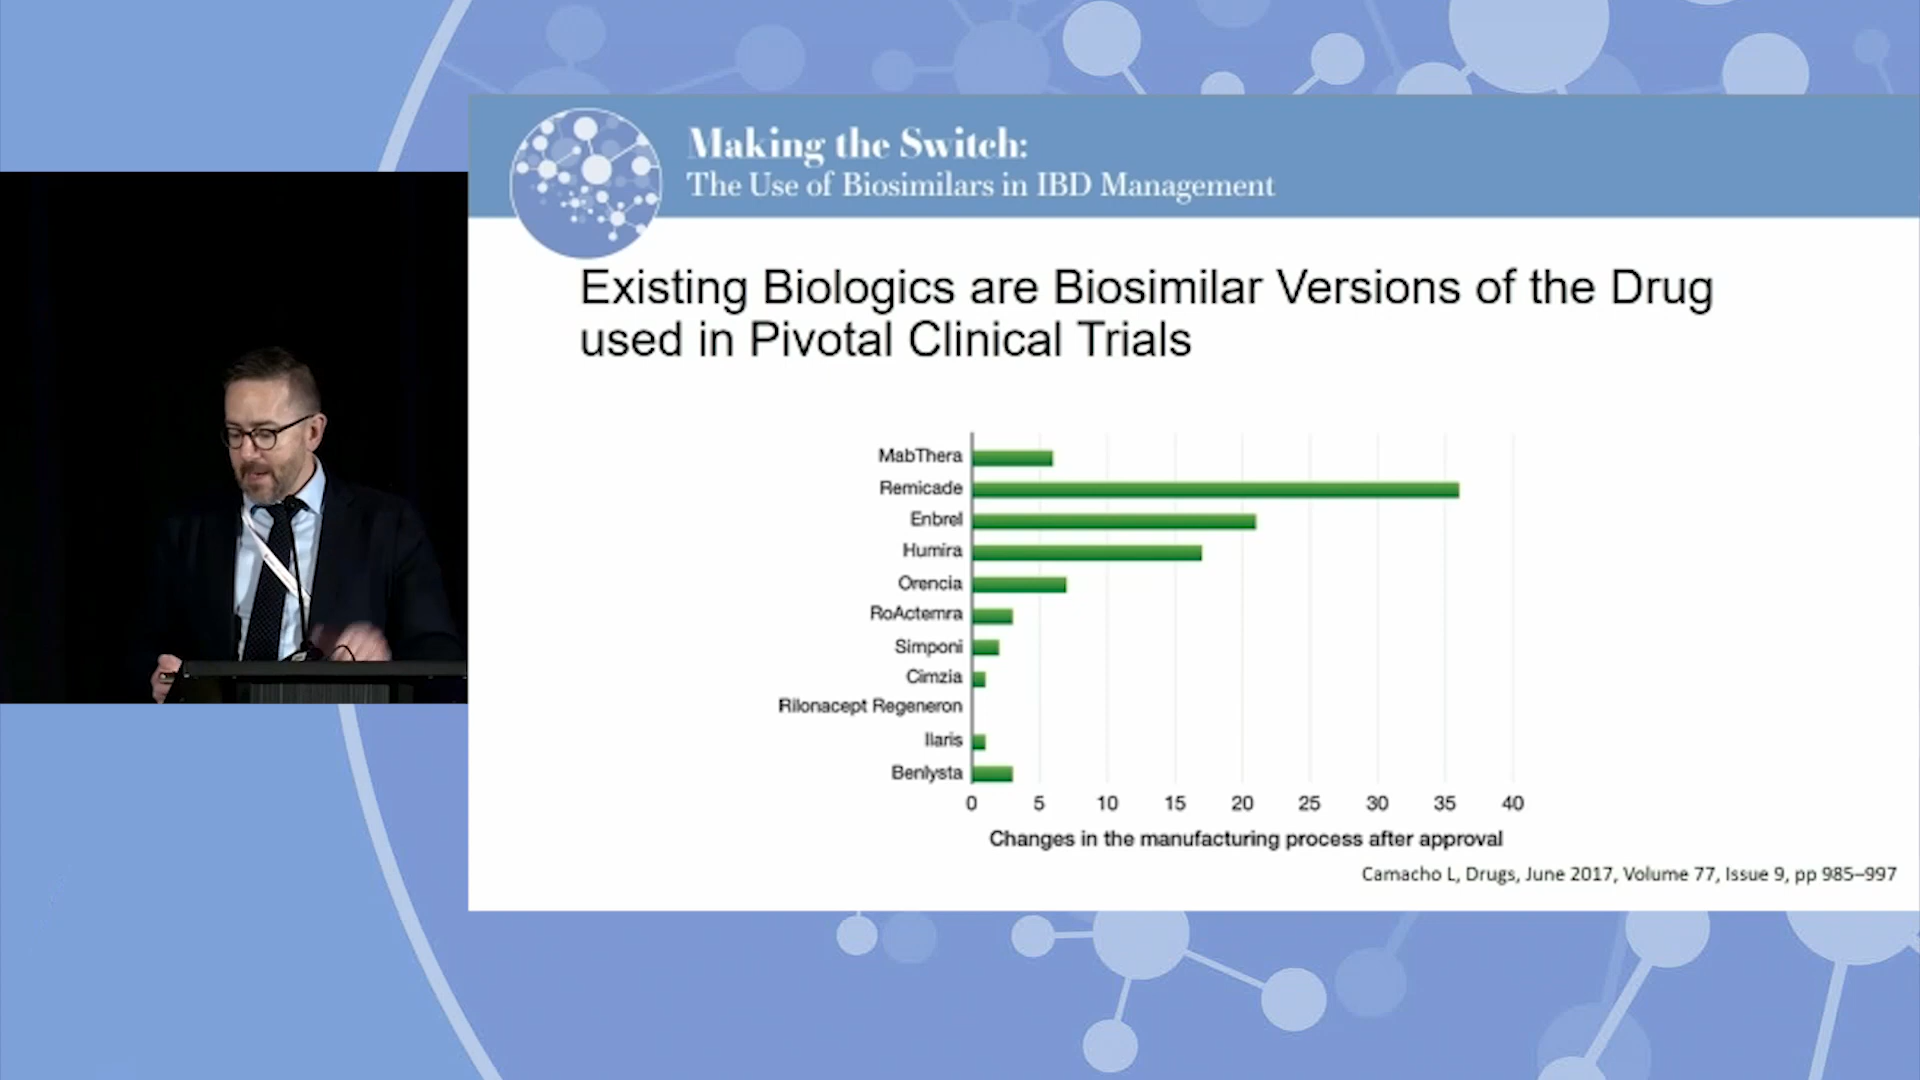 Making the Switch:
The Use of Biosimilars in IBD Management
Existing Biologics are Biosimilar Versions of the Drug
used in Pivotal Clinical Trials
MabThera
Remicade
Enbrel
Humira
Orencia
RoActemra
Simponi
Cimzia
Rilonacept Regeneron
Ilaris
Benlysta
0 5 10 15 20 25 30 35 40
Changes in the manufacturing process after approval
Camacho L, Drugs, June 2017, Volume 77, Issue 9, pp 985–997